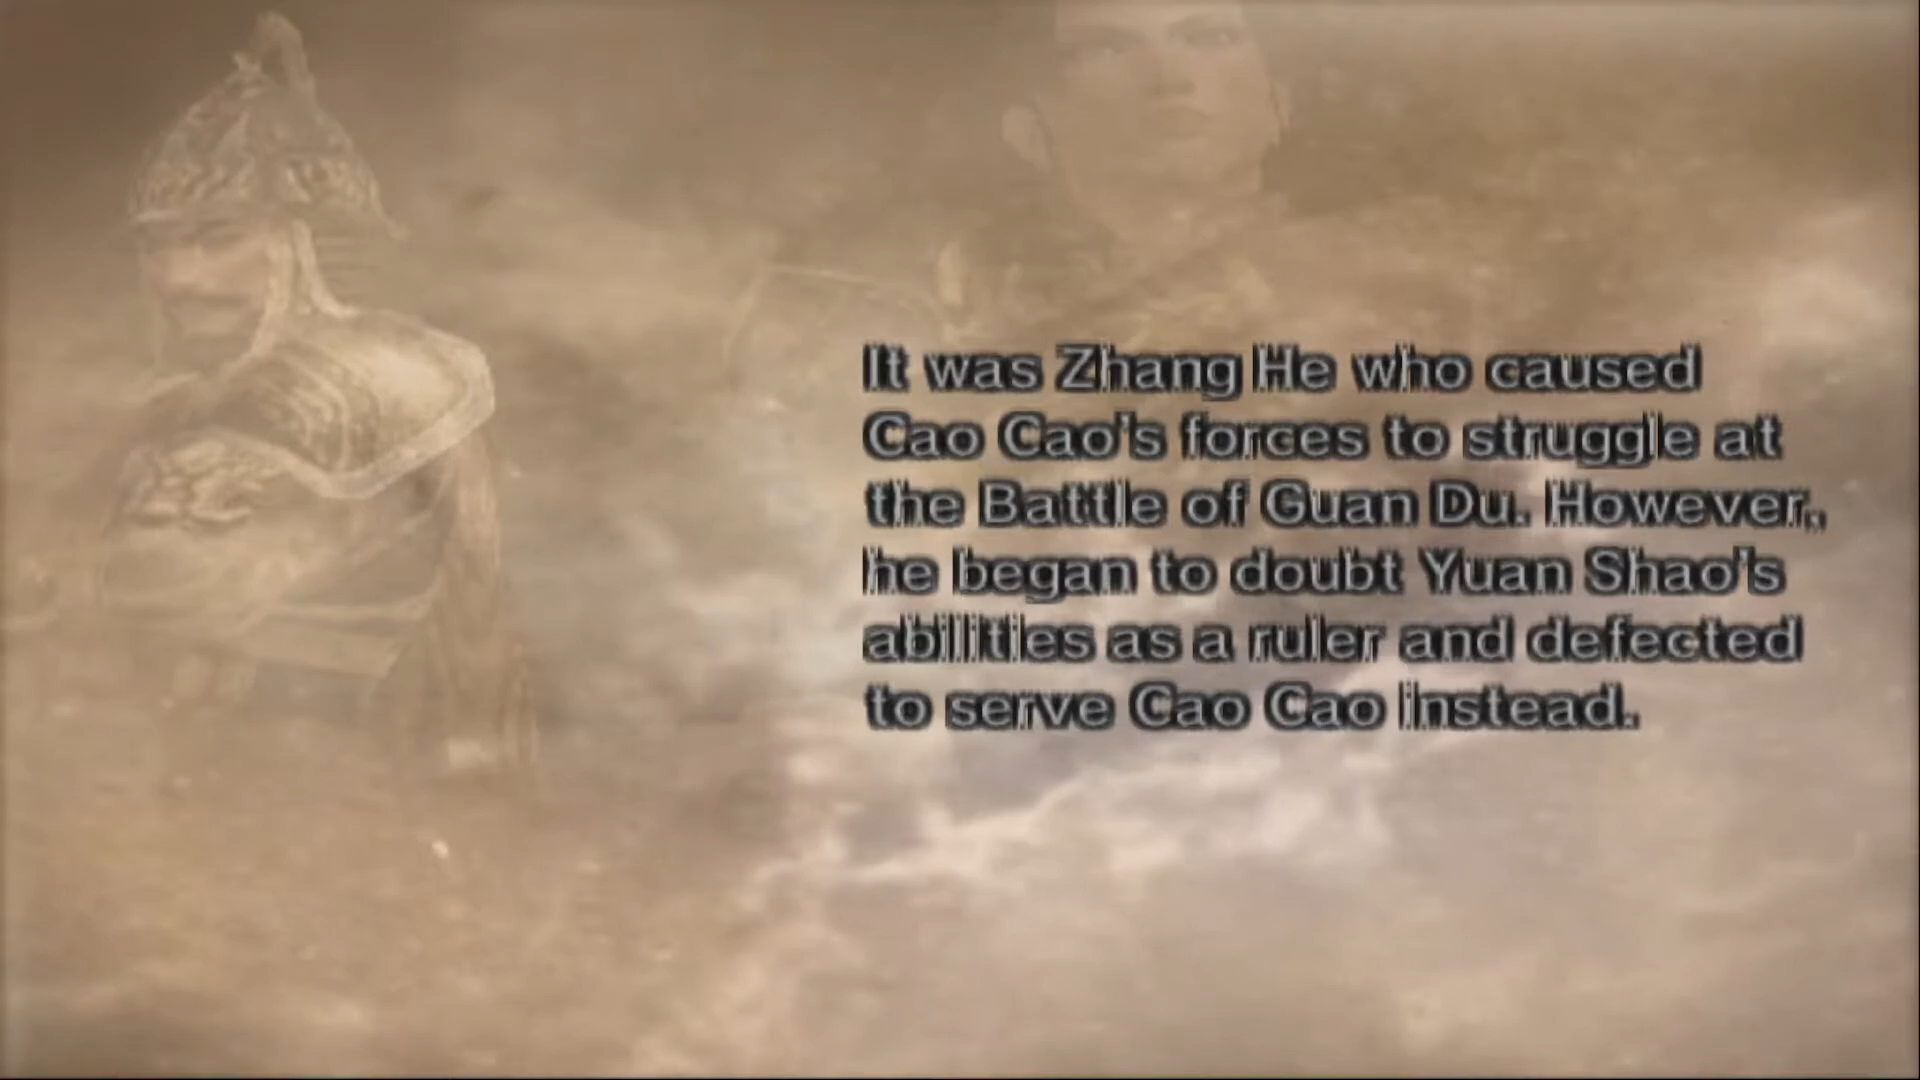 It was Zhang He who caused
Cao Cao's forces to struggle at
the Battle of Guan Du. However,
he began to doubt Yuan Shao's
abilities as a ruler and defected
to serve Cao Cao instead.